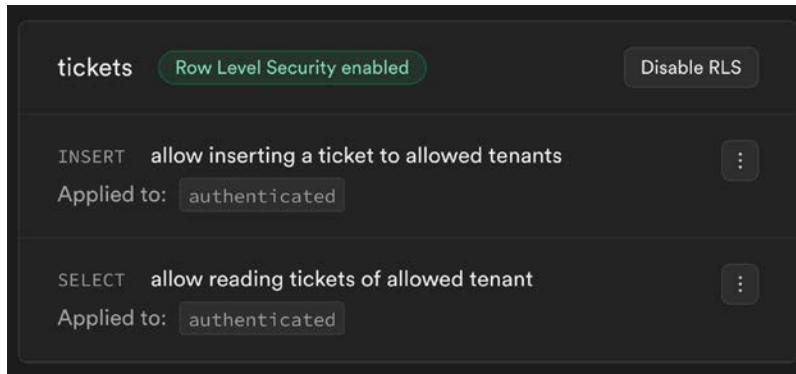 tickets Row Level Security enabled Disable RLS
INSERT allow inserting a ticket to allowed tenants
Applied to: authenticated
SELECT allow reading tickets of allowed tenant
Applied to: authenticated